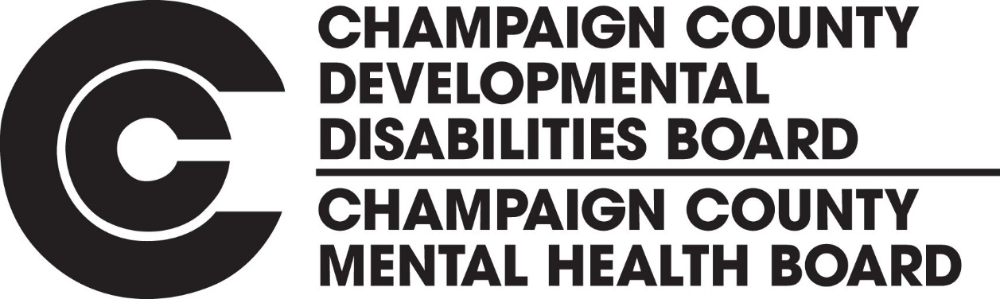 CHAMPAIGN COUNTY
DEVELOPMENTAL
DISABILITIES BOARD
CHAMPAIGN COUNTY
MENTAL HEALTH BOARD